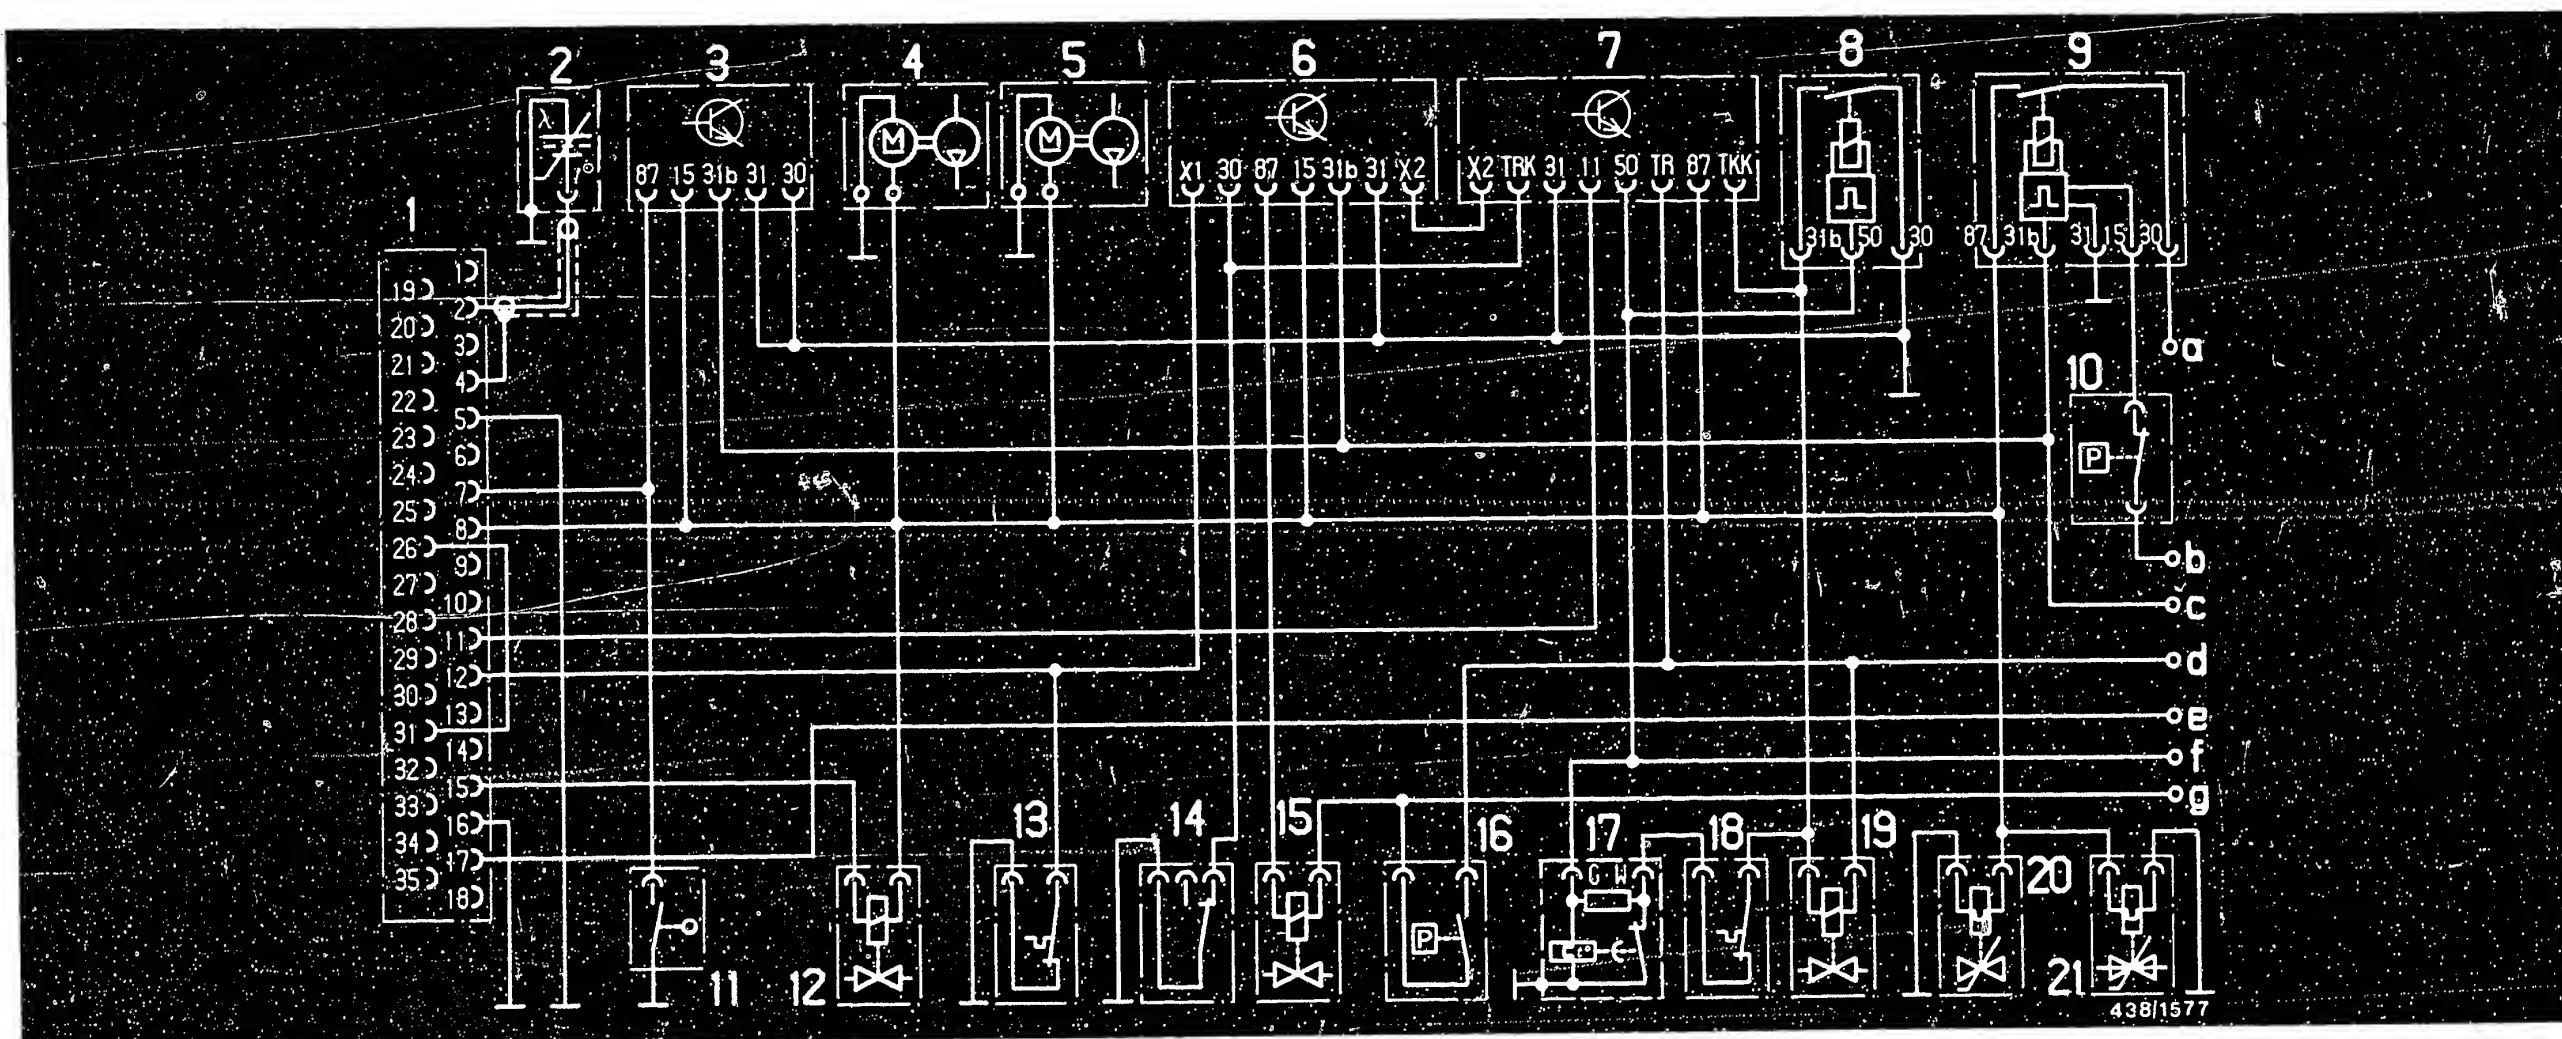 2 3 4 5 6 7 8 9
λ
M M
87 15 31b 31 30
X1 30 87 15 31b 31 X2
X2 TRK 31 11 50 TR 87 TKK
31b 50 30
87 31b 31 15 30
1
1
19
2
20
3
21
4
22
5
23
6
24
7
25
8
26
9
27
10
28
11
29
12
30
13
31
14
32
15
33
16
34
17
35
18
a
10
P
b
c
d
e
f
g
13 14 15 16 17 18 19 20
G W
P
11 12 21
438/1577